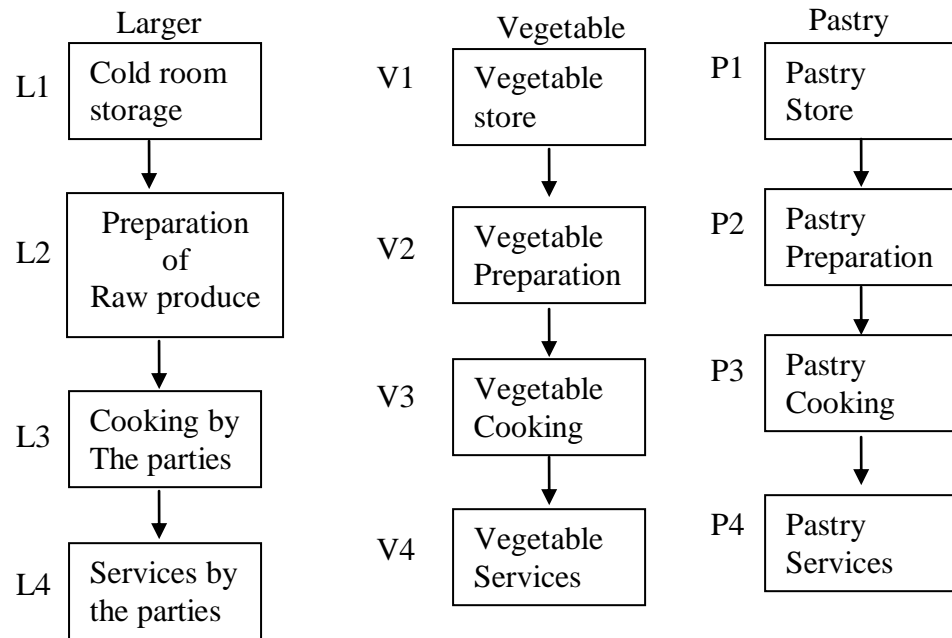 Larger
L1
Cold room
storage
L2
Preparation
of
Raw produce
L3
Cooking by
The parties
L4
Services by
the parties
Vegetable
V1
Vegetable
store
V2
Vegetable
Preparation
V3
Vegetable
Cooking
V4
Vegetable
Services
Pastry
P1
Pastry
Store
P2
Pastry
Preparation
P3
Pastry
Cooking
P4
Pastry
Services